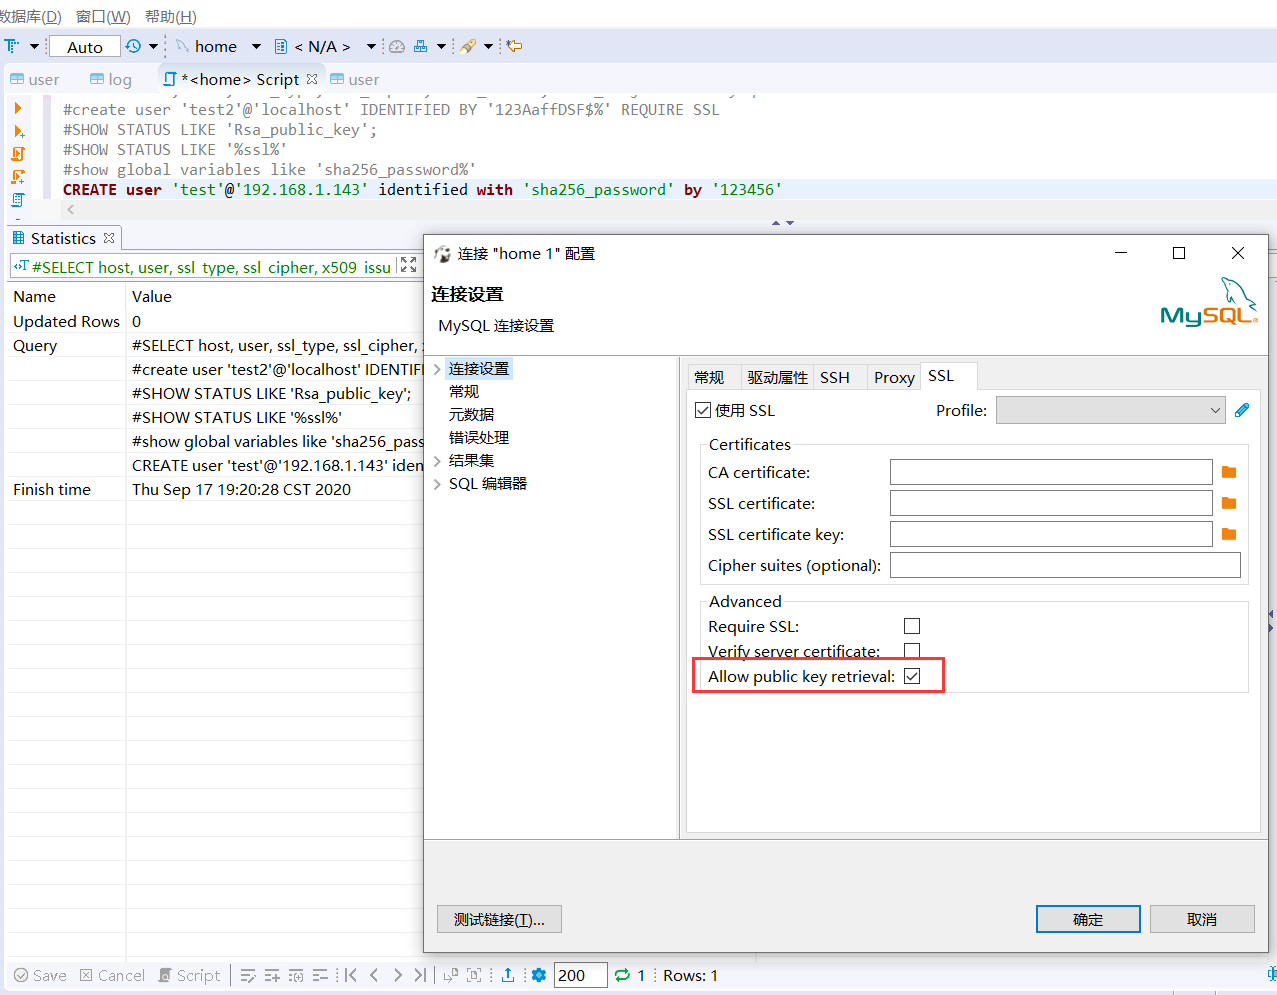 数据库(D) 窗口(W) 帮助(H)
Auto home < N/A >
user log *<home> Script user
#create user 'test2'@'localhost' IDENTIFIED BY '123AaffDSF$%' REQUIRE SSL
#SHOW STATUS LIKE 'Rsa_public_key';
#SHOW STATUS LIKE '%ssl%'
#show global variables like 'sha256_password%'
CREATE user 'test'@'192.168.1.143' identified with 'sha256_password' by '123456'
Statistics
#SELECT host, user, ssl_type, ssl_cipher, x509_issu
Name Value
Updated Rows 0
Query #SELECT host, user, ssl_type, ssl_cipher,
#create user 'test2'@'localhost' IDENTIF
#SHOW STATUS LIKE 'Rsa_public_key';
#SHOW STATUS LIKE '%ssl%'
#show global variables like 'sha256_pass
CREATE user 'test'@'192.168.1.143' iden
Finish time Thu Sep 17 19:20:28 CST 2020
连接 "home 1" 配置
连接设置
MySQL 连接设置
MySQL
连接设置
常规
元数据
错误处理
结果集
SQL 编辑器
常规 驱动属性 SSH Proxy SSL
使用 SSL Profile:
Certificates
CA certificate:
SSL certificate:
SSL certificate key:
Cipher suites (optional):
Advanced
Require SSL:
Verify server certificate:
Allow public key retrieval:
测试链接(T)... 确定 取消
Save Cancel Script 200 1 Rows: 1